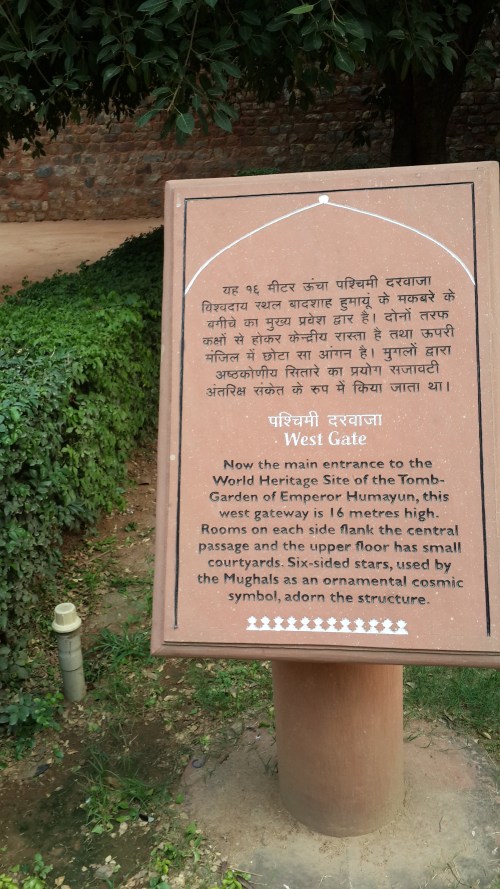 यह १६ मीटर ऊंचा पश्चिमी दरवाजा
विश्वदाय स्थल बादशाह हुमायूं के मकबरे के
बगीचे का मुख्य प्रवेश द्वार है। दोनों तरफ
कक्षों से होकर केन्द्रीय रास्ता है तथा ऊपरी
मंजिल में छोटा सा आंगन है। मुगलों द्वारा
अष्ठकोणीय सितारे का प्रयोग सजावटी
अंतरिक्ष संकेत के रुप में किया जाता था।
पश्चिमी दरवाजा
West Gate
Now the main entrance to the
World Heritage Site of the Tomb-
Garden of Emperor Humayun, this
west gateway is 16 metres high.
Rooms on each side flank the central
passage and the upper floor has small
courtyards. Six-sided stars, used by
the Mughals as an ornamental cosmic
symbol, adorn the structure.